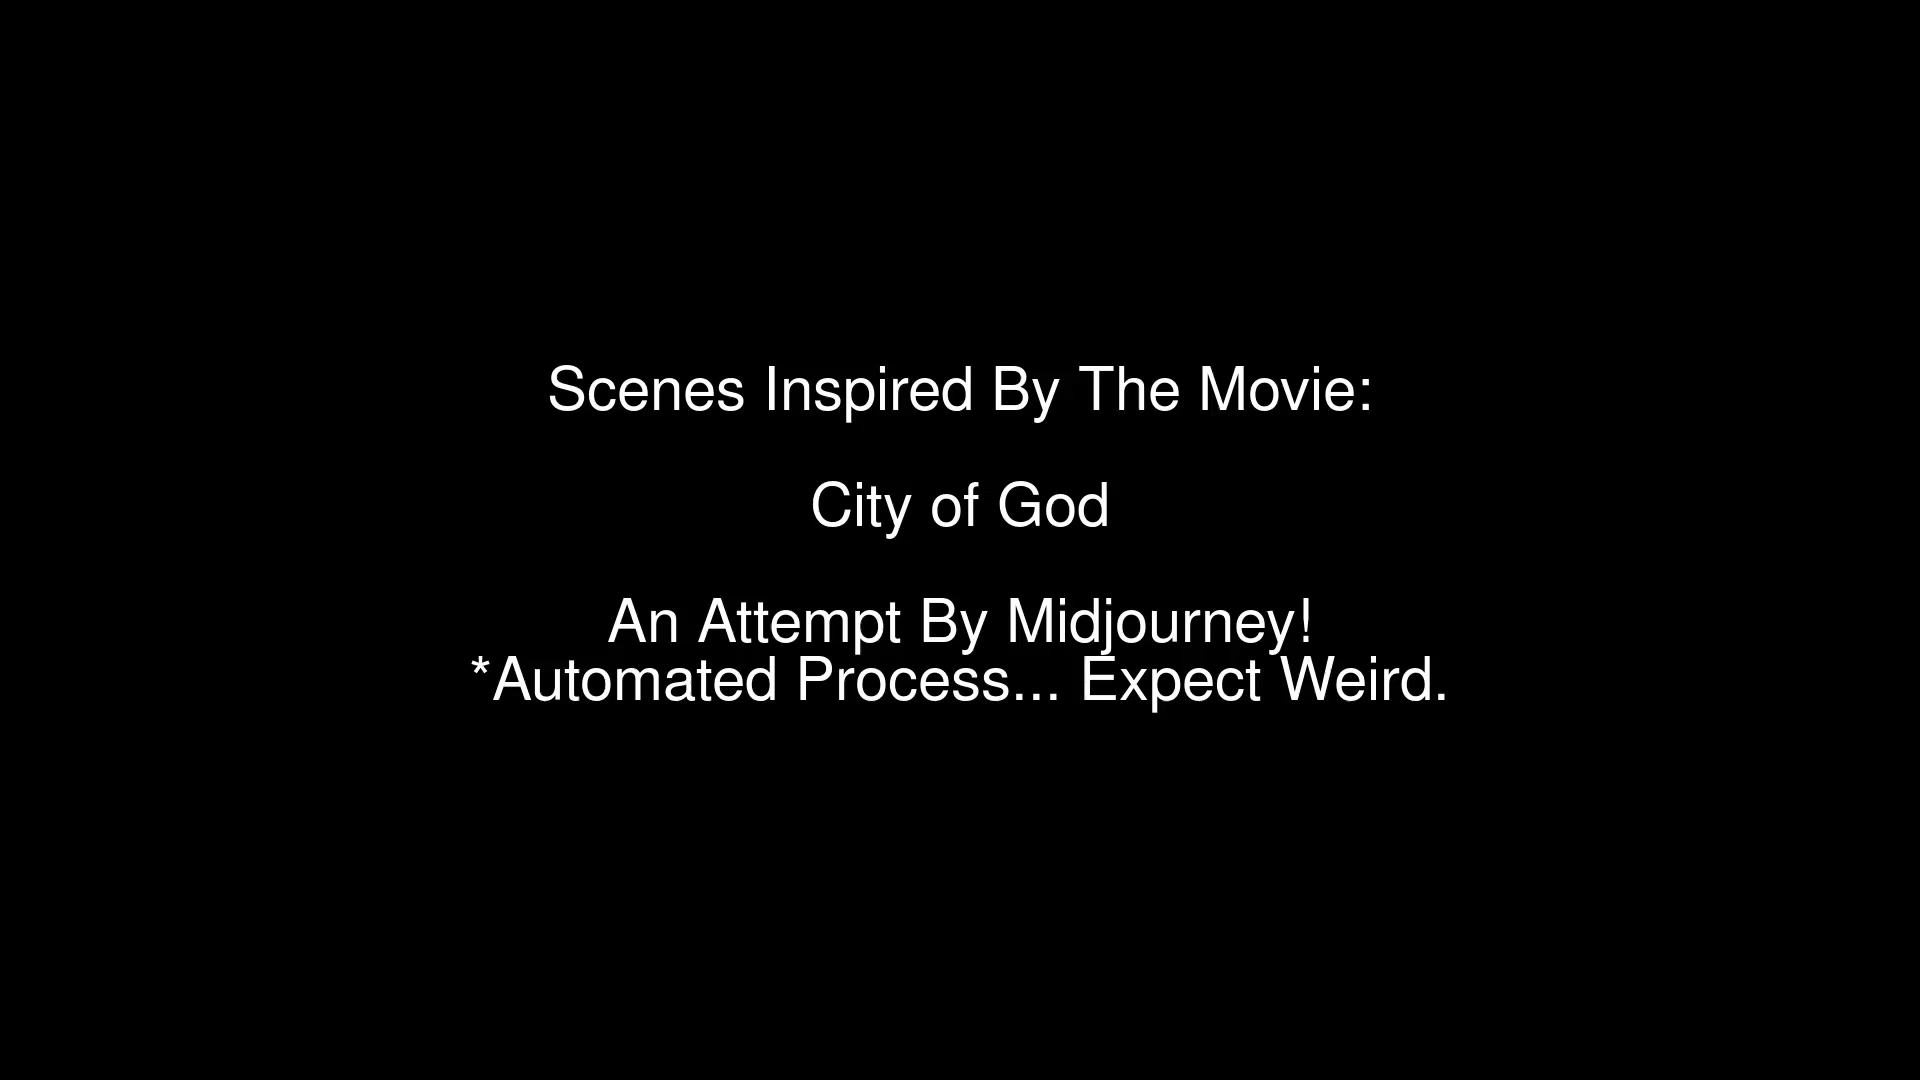 Scenes Inspired By The Movie:
City of God
An Attempt By Midjourney!
*Automated Process... Expect Weird.